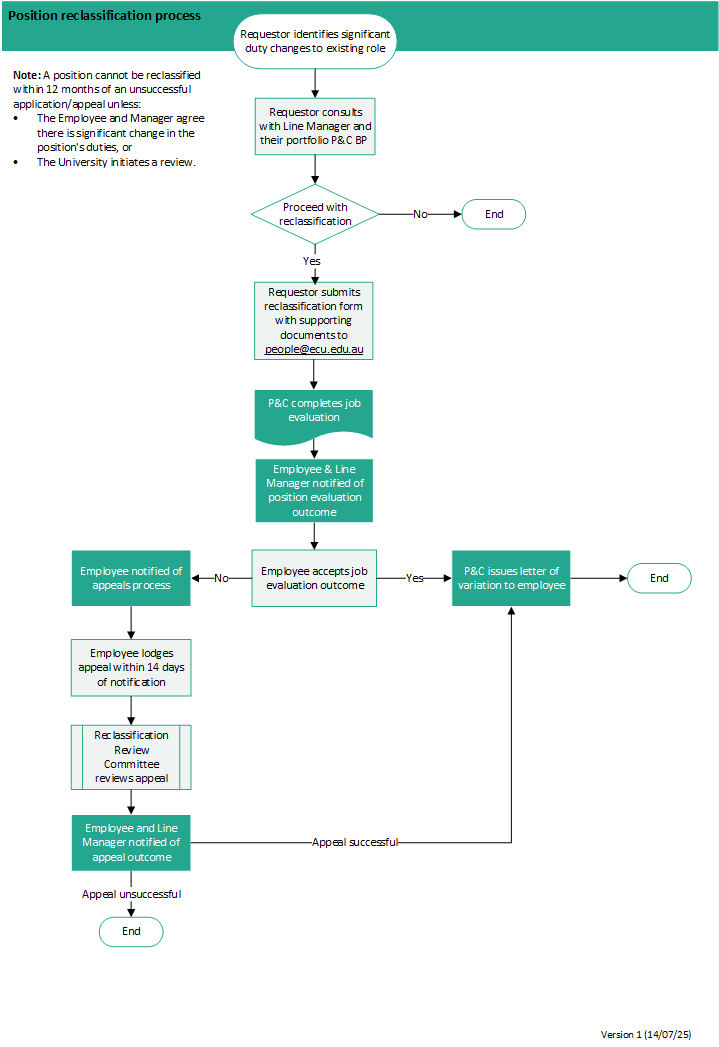 Position reclassification process
Requestor identifies significant
duty changes to existing role
Note: A position cannot be reclassified
within 12 months of an unsuccessful
application/appeal unless:
• The Employee and Manager agree
there is significant change in the
position's duties, or
• The University initiates a review.
Requestor consults
with Line Manager and
their portfolio P&C BP
Proceed with
reclassification
No
End
Yes
Requestor submits
reclassification form
with supporting
documents to
people@ecu.edu.au
P&C completes job
evaluation
Employee & Line
Manager notified of
position evaluation
outcome
Employee accepts job
evaluation outcome
No
Yes
Employee notified of
appeals process
P&C issues letter of
variation to employee
End
Employee lodges
appeal within 14 days
of notification
Reclassification
Review
Committee
reviews appeal
Employee and Line
Manager notified of
appeal outcome
Appeal successful
Appeal unsuccessful
End
Version 1 (14/07/25)